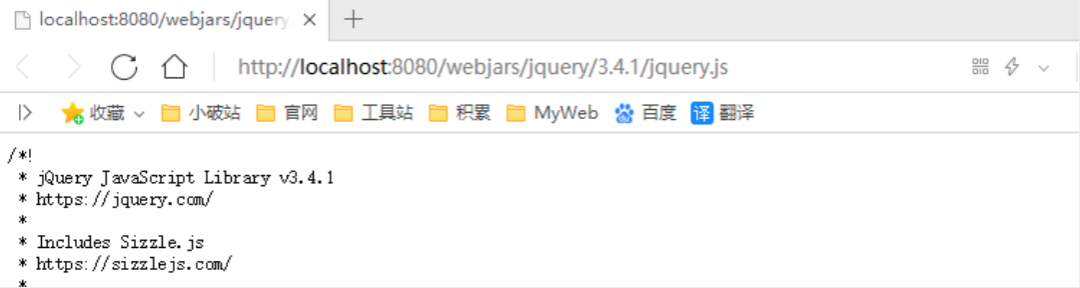 localhost:8080/webjars/jquery
http://localhost:8080/webjars/jquery/3.4.1/jquery.js
收藏 小破站 官网 工具站 积累 MyWeb 百度 译 翻译
/*!
* jQuery JavaScript Library v3.4.1
* https://jquery.com/
*
* Includes Sizzle.js
* https://sizzlejs.com/
*